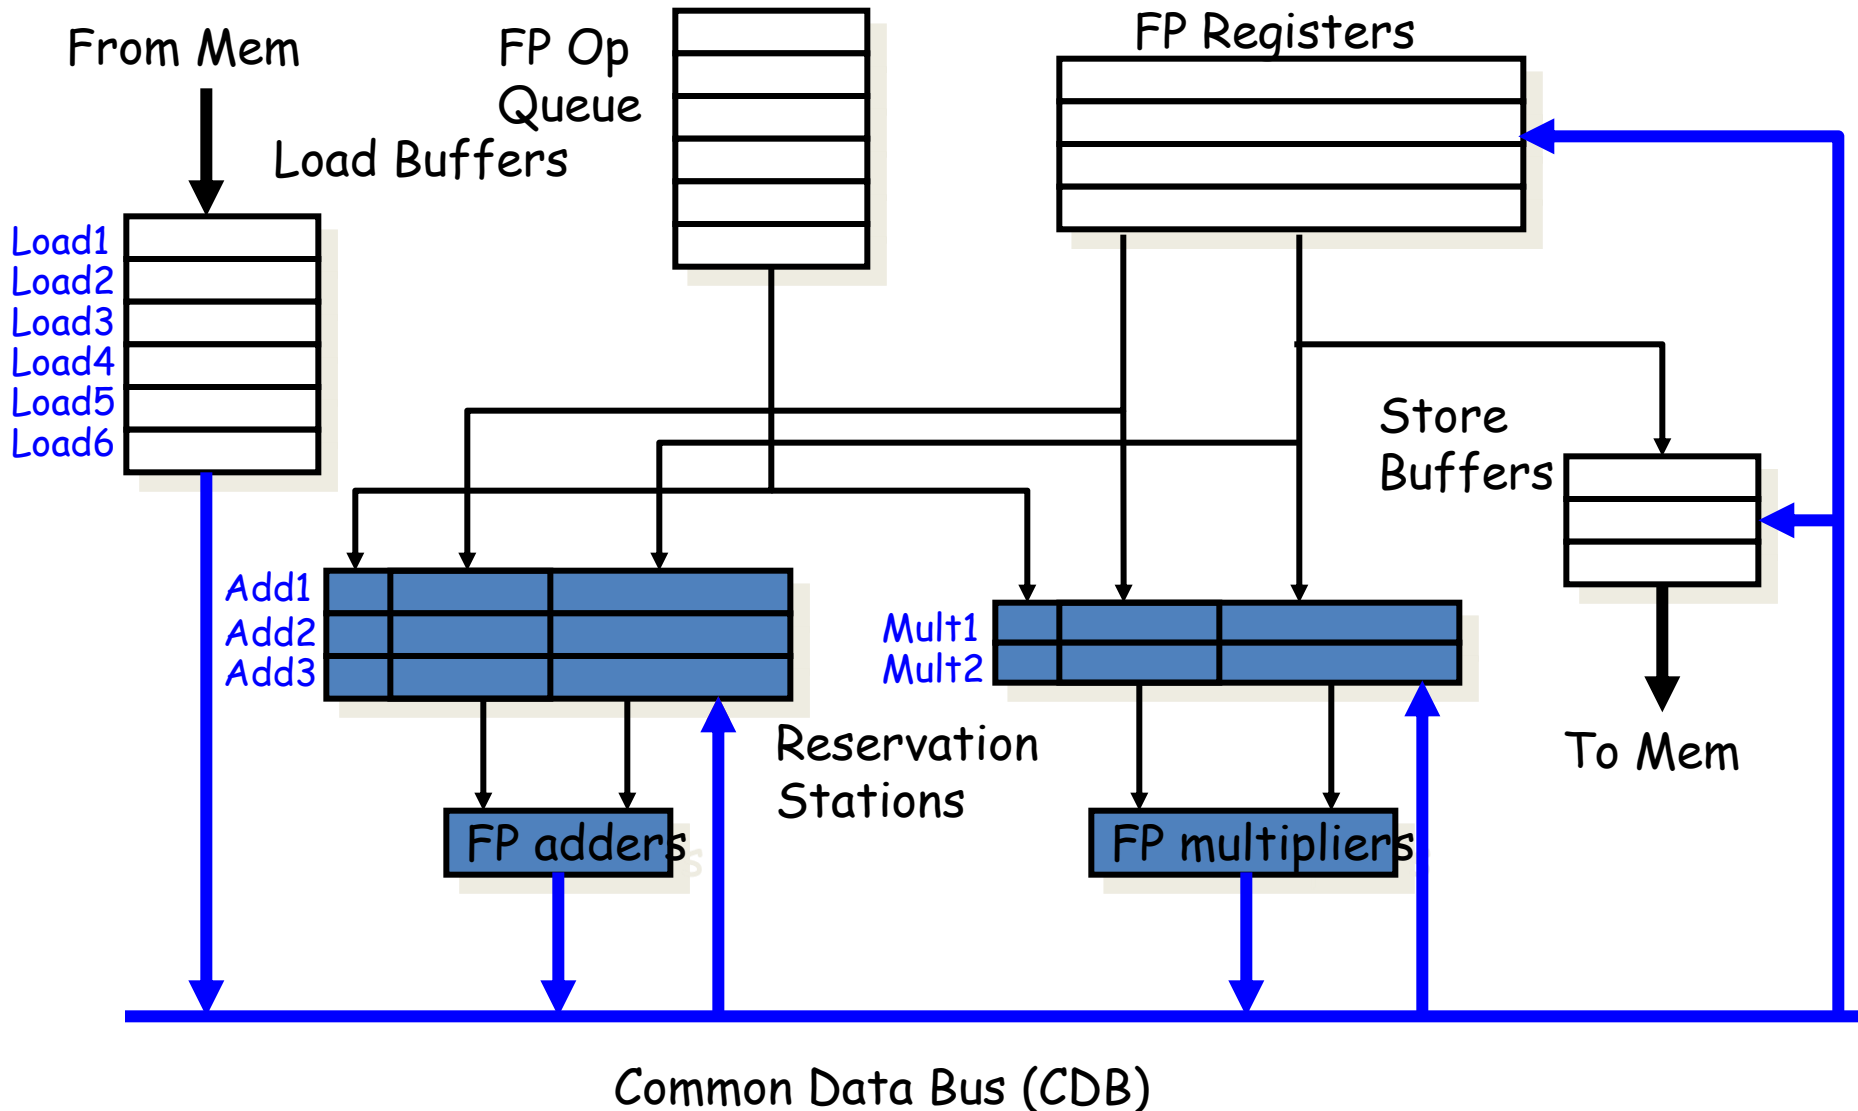 From Mem
FP Op
Queue
FP Registers
Load Buffers
Load1
Load2
Load3
Load4
Load5
Load6
Store
Buffers
Add1
Add2
Add3
Mult1
Mult2
Reservation
Stations
To Mem
FP adders
FP multipliers
Common Data Bus (CDB)